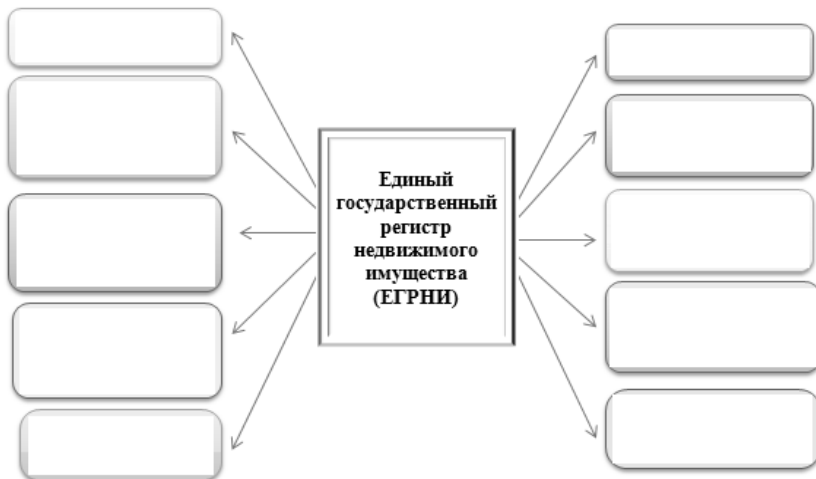 Единый
государственный
регистр
недвижимого
имущества
(ЕГРНИ)